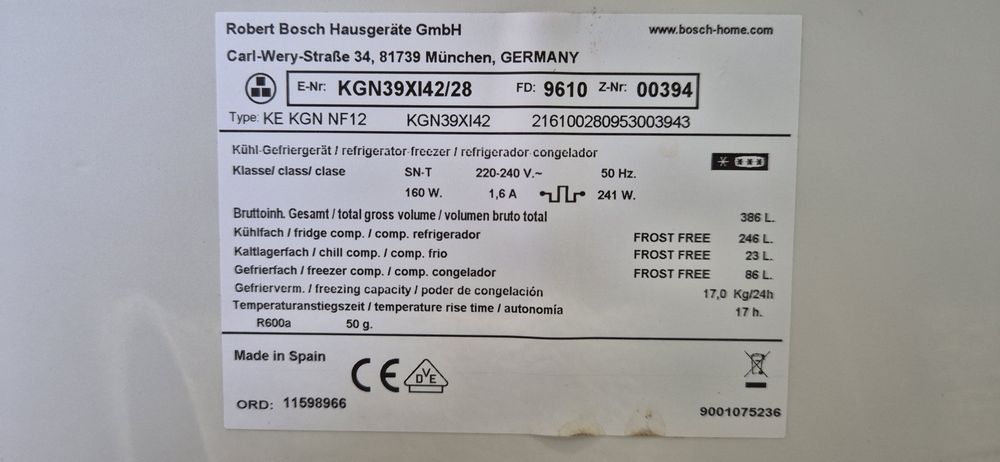 Robert Bosch Hausgeräte GmbH www.bosch-home.com
Carl-Wery-Straße 34, 81739 München, GERMANY
E-Nr: KGN39XI42/28 FD: 9610 Z-Nr: 00394
Type: KE KGN NF12 KGN39XI42 216100280953003943
Kühl-Gefriergerät / refrigerator-freezer / refrigerador-congelador
Klasse/ class/ clase SN-T 220-240 V.~ 50 Hz.
160 W. 1,6 A 241 W.
Bruttoinh. Gesamt / total gross volume / volumen bruto total 386 L.
Kühlfach / fridge comp. / comp. refrigerador FROST FREE 246 L.
Kaltlagerfach / chill comp. / comp. frio FROST FREE 23 L.
Gefrierfach / freezer comp. / comp. congelador FROST FREE 86 L.
Gefrierverm. / freezing capacity / poder de congelación 17,0 Kg/24h
Temperaturanstiegszeit / temperature rise time / autonomía 17 h.
R600a 50 g.
Made in Spain
CE DVE
ORD: 11598966 9001075236